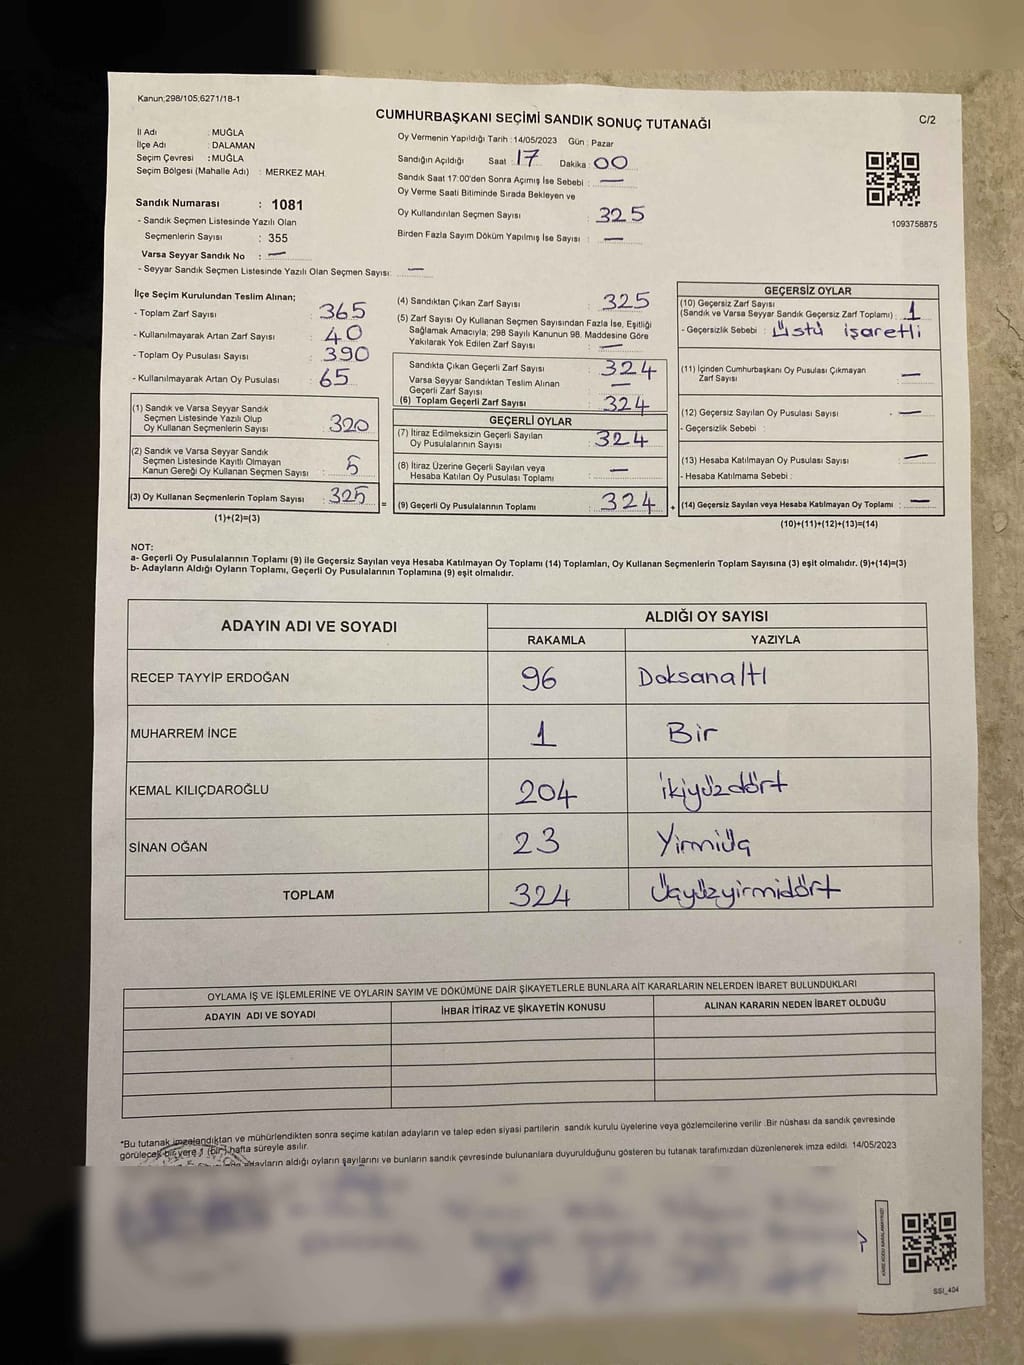 Kanun;298/105,6271/18-1
CUMHURBAŞKANI SEÇİMİ SANDIK SONUÇ TUTANAĞI
C/2
İl Adı : MUĞLA
İlçe Adı : DALAMAN
Seçim Çevresi : MUĞLA
Seçim Bölgesi (Mahalle Adı) : MERKEZ MAH.
Sandık Numarası : 1081
- Sandık Seçmen Listesinde Yazılı Olan
Seçmenlerin Sayısı : 355
Varsa Seyyar Sandık No : —
- Seyyar Sandık Seçmen Listesinde Yazılı Olan Seçmen Sayısı: —
Oy Vermenin Yapıldığı Tarih : 14/05/2023 Gün : Pazar
Sandığın Açıldığı Saat : 17 Dakika : 00
Sandık Saat 17:00'den Sonra Açımış İse Sebebi : —
Oy Verme Saati Bitiminde Sırada Bekleyen ve
Oy Kullandırılan Seçmen Sayısı : 325
Birden Fazla Sayım Döküm Yapılmış İse Sayısı : —
1093758875
İlçe Seçim Kurulundan Teslim Alınan;
- Toplam Zarf Sayısı : 365
- Kullanılmayarak Artan Zarf Sayısı : 40
- Toplam Oy Pusulası Sayısı : 390
- Kullanılmayarak Artan Oy Pusulası : 65
(1) Sandık ve Varsa Seyyar Sandık
Seçmen Listesinde Yazılı Olup
Oy Kullanan Seçmenlerin Sayısı : 320
(2) Sandık ve Varsa Seyyar Sandık
Seçmen Listesinde Kayıtlı Olmayan
Kanun Gereği Oy Kullanan Seçmen Sayısı : 5
(3) Oy Kullanan Seçmenlerin Toplam Sayısı : 325
(1)+(2)=(3)
=
(4) Sandıktan Çıkan Zarf Sayısı : 325
(5) Zarf Sayısı Oy Kullanan Seçmen Sayısından Fazla İse, Eşitliği
Sağlamak Amacıyla; 298 Sayılı Kanunun 98. Maddesine Göre
Yakılarak Yok Edilen Zarf Sayısı : —
Sandıkta Çıkan Geçerli Zarf Sayısı : 324
Varsa Seyyar Sandıktan Teslim Alınan
Geçerli Zarf Sayısı : —
(6) Toplam Geçerli Zarf Sayısı : 324
GEÇERLİ OYLAR
(7) İtiraz Edilmeksizin Geçerli Sayılan
Oy Pusulalarının Sayısı : 324
(8) İtiraz Üzerine Geçerli Sayılan veya
Hesaba Katılan Oy Pusulası Toplamı : —
(9) Geçerli Oy Pusulalarının Toplamı : 324
+
GEÇERSİZ OYLAR
(10) Geçersiz Zarf Sayısı
(Sandık ve Varsa Seyyar Sandık Geçersiz Zarf Toplamı) : 1
- Geçersizlik Sebebi : Üstü işaretli
(11) İçinden Cumhurbaşkanı Oy Pusulası Çıkmayan
Zarf Sayısı : —
(12) Geçersiz Sayılan Oy Pusulası Sayısı : —
- Geçersizlik Sebebi :
(13) Hesaba Katılmayan Oy Pusulası Sayısı : —
- Hesaba Katılmama Sebebi :
(14) Geçersiz Sayılan veya Hesaba Katılmayan Oy Toplamı : —
(10)+(11)+(12)+(13)=(14)
NOT:
a- Geçerli Oy Pusulalarının Toplamı (9) ile Geçersiz Sayılan veya Hesaba Katılmayan Oy Toplamı (14) Toplamları, Oy Kullanan Seçmenlerin Toplam Sayısına (3) eşit olmalıdır. (9)+(14)=(3)
b- Adayların Aldığı Oyların Toplamı, Geçerli Oy Pusulalarının Toplamına (9) eşit olmalıdır.
ADAYIN ADI VE SOYADI ALDIĞI OY SAYISI
RAKAMLA YAZIYLA
RECEP TAYYİP ERDOĞAN 96 Doksanaltı
MUHARREM İNCE 1 Bir
KEMAL KILIÇDAROĞLU 204 ikiyüzdört
SİNAN OĞAN 23 Yirmiüç
TOPLAM 324 Üçyüzyirmidört
OYLAMA İŞ VE İŞLEMLERİNE VE OYLARIN SAYIM VE DÖKÜMÜNE DAİR ŞİKAYETLERLE BUNLARA AİT KARARLARIN NELERDEN İBARET BULUNDUKLARI
ADAYIN ADI VE SOYADI İHBAR İTİRAZ VE ŞİKAYETİN KONUSU ALINAN KARARIN NEDEN İBARET OLDUĞU
*Bu tutanak imzalandıktan ve mühürlendikten sonra seçime katılan adayların ve talep eden siyasi partilerin sandık kurulu üyelerine veya gözlemcilerine verilir. Bir nüshası da sandık çevresinde
görülecek bir yere 1 (bir) hafta süreyle asılır.
adayların aldığı oyların sayılarını ve bunların sandık çevresinde bulunanlara duyurulduğunu gösteren bu tutanak tarafımızdan düzenlenerek imza edildi. 14/05/2023
SSI_404